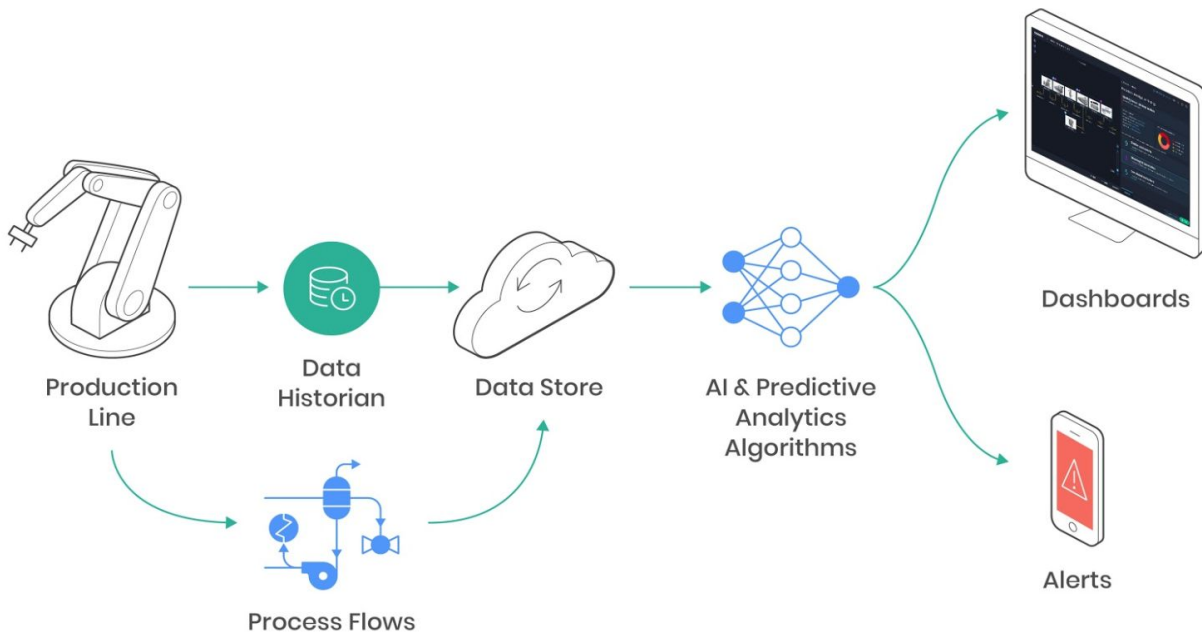 Dashboards
Production
Line
Data
Historian
Data Store
AI & Predictive
Analytics
Algorithms
Process Flows
Alerts